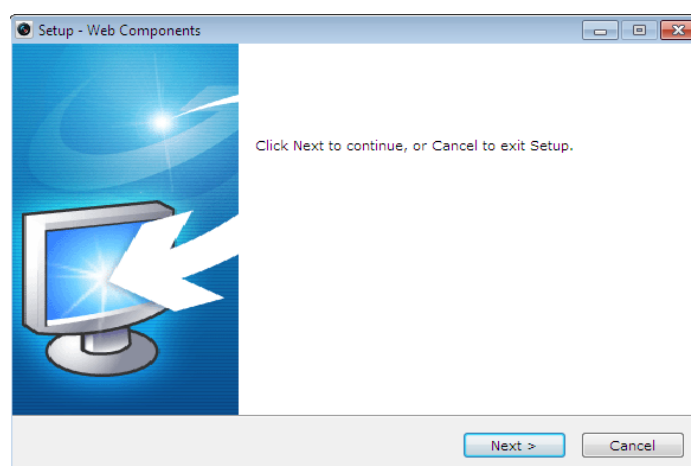 Setup - Web Components
Click Next to continue, or Cancel to exit Setup.
Next >
Cancel